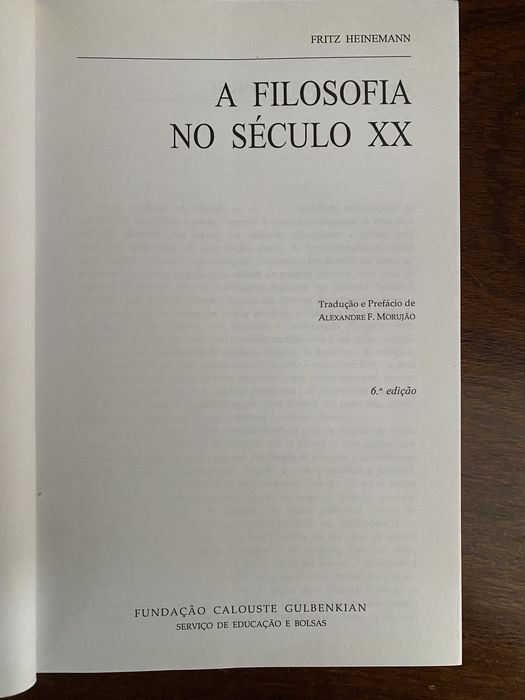 FRITZ HEINEMANN
A FILOSOFIA
NO SÉCULO XX
Tradução e Prefácio de
ALEXANDRE F. MORUJÃO
6.ª edição
FUNDAÇÃO CALOUSTE GULBENKIAN
SERVIÇO DE EDUCAÇÃO E BOLSAS